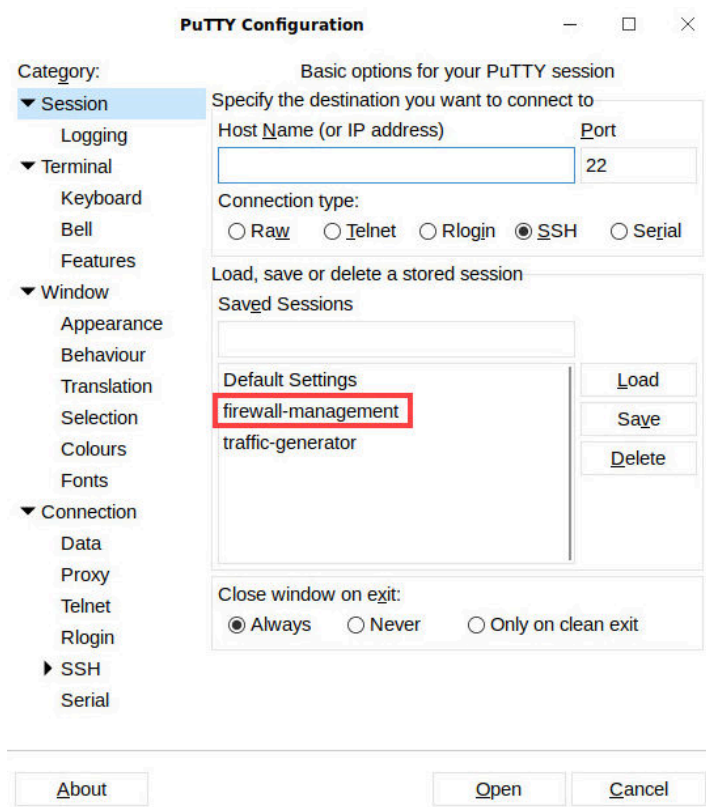 PuTTY Configuration
Category:
Session
Logging
Terminal
Keyboard
Bell
Features
Window
Appearance
Behaviour
Translation
Selection
Colours
Fonts
Connection
Data
Proxy
Telnet
Rlogin
SSH
Serial
Basic options for your PuTTY session
Specify the destination you want to connect to
Host Name (or IP address) Port
22
Connection type:
Raw Telnet Rlogin SSH Serial
Load, save or delete a stored session
Saved Sessions
Default Settings
firewall-management
traffic-generator
Load
Save
Delete
Close window on exit:
Always Never Only on clean exit
About Open Cancel